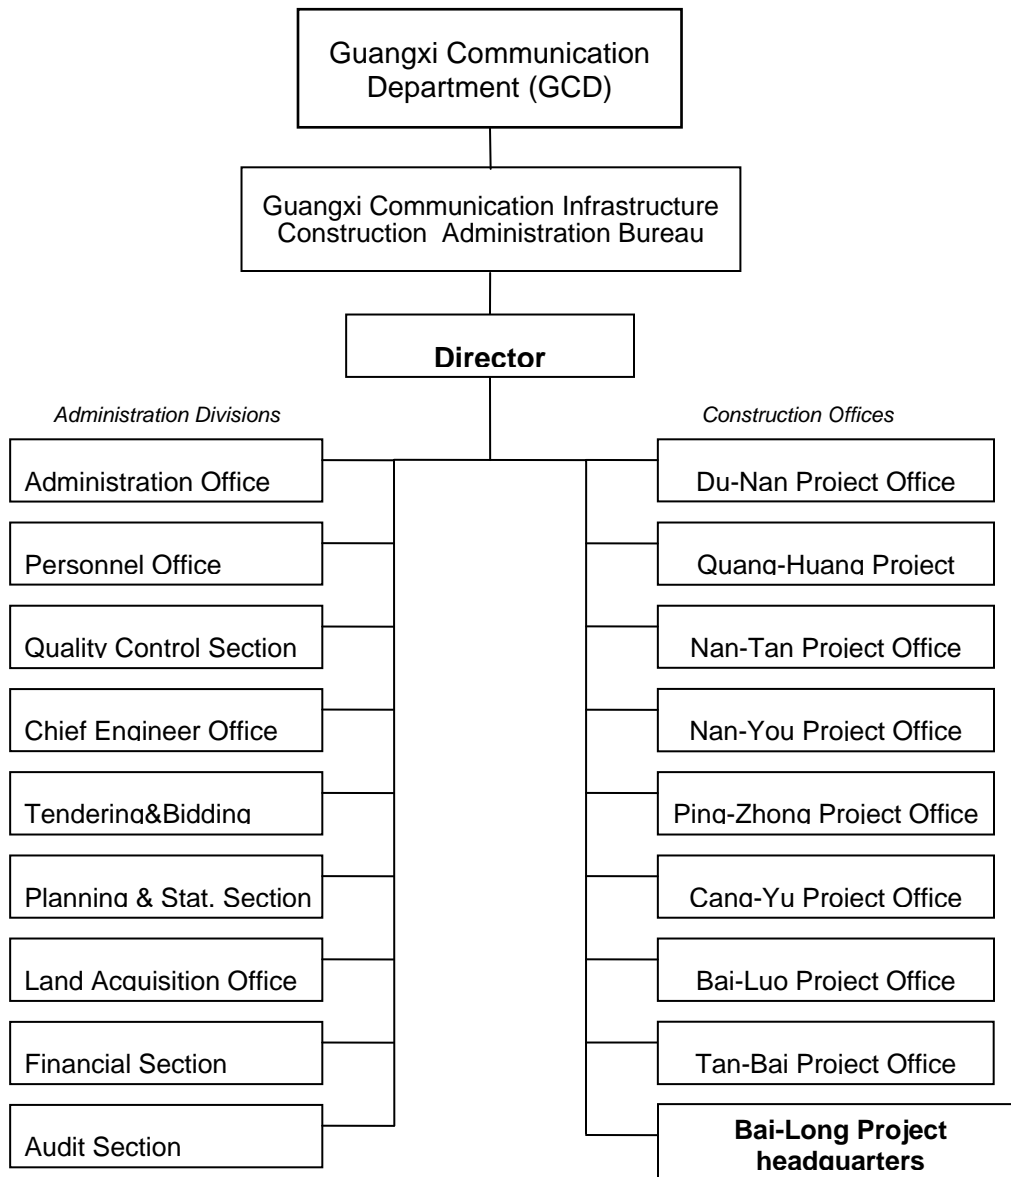 Guangxi Communication
Department (GCD)
Guangxi Communication Infrastructure
Construction Administration Bureau
Director
Administration Divisions
Administration Office
Personnel Office
Quality Control Section
Chief Engineer Office
Tendering&Bidding
Planning & Stat. Section
Land Acquisition Office
Financial Section
Audit Section
Construction Offices
Du-Nan Project Office
Quang-Huang Project
Nan-Tan Project Office
Nan-You Project Office
Ping-Zhong Project Office
Cang-Yu Project Office
Bai-Luo Project Office
Tan-Bai Project Office
Bai-Long Project
headquarters